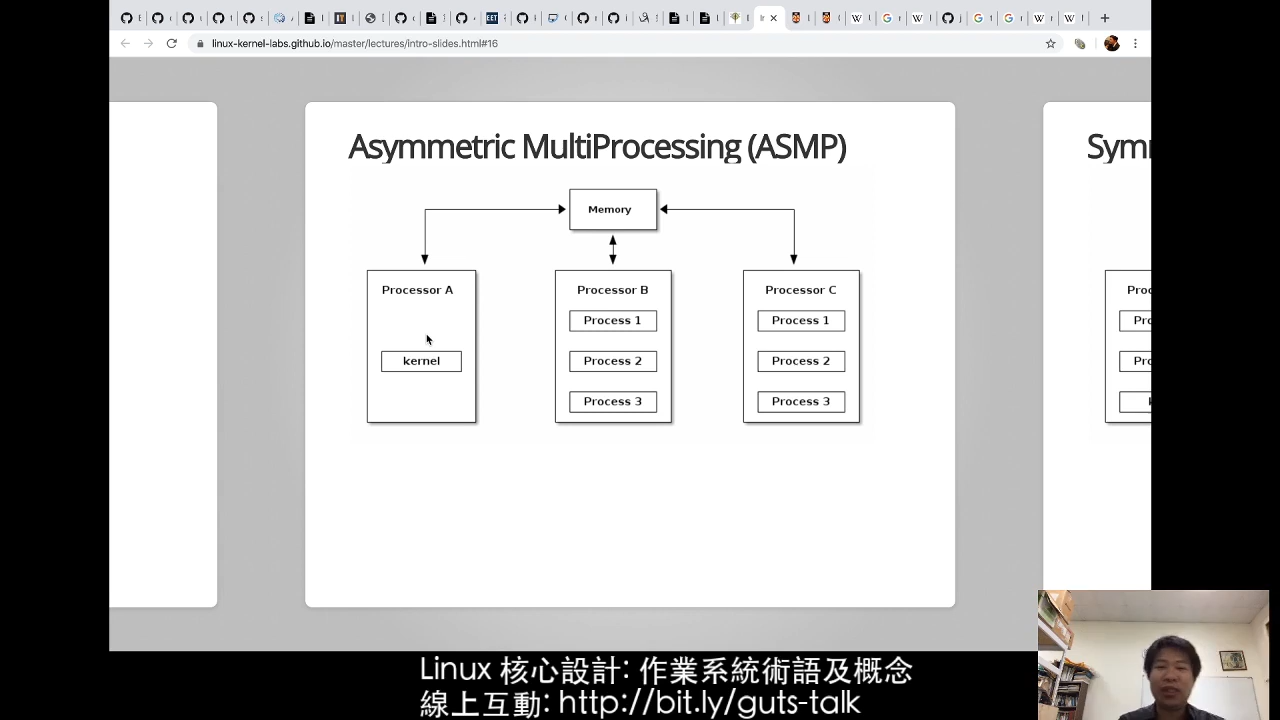 linux-kernel-labs.github.io/master/lectures/intro-slides.html#16
Asymmetric MultiProcessing (ASMP)
Memory
Processor A
kernel
Processor B
Process 1
Process 2
Process 3
Processor C
Process 1
Process 2
Process 3
Linux 核心設計: 作業系統術語及概念
線上互動: http://bit.ly/guts-talk